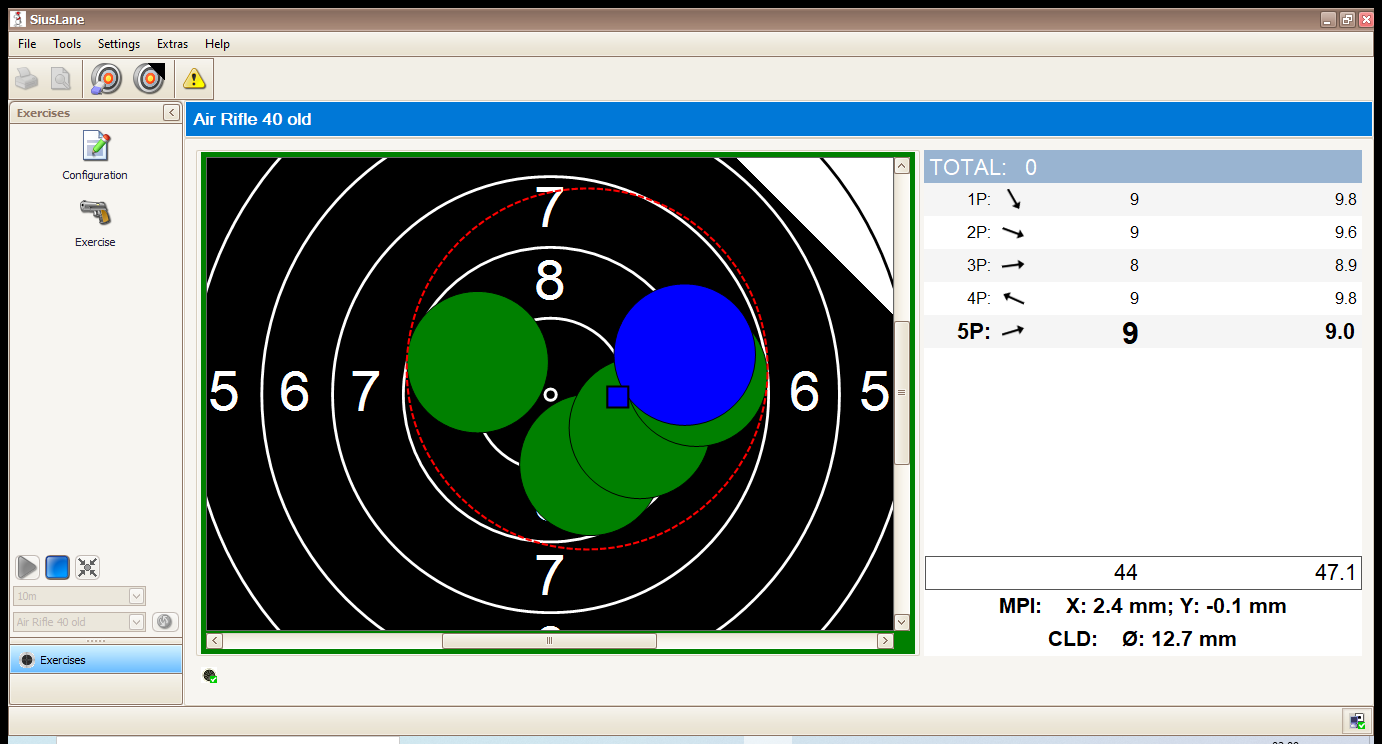 SiusLane
File Tools Settings Extras Help
Exercises
Configuration
Exercise
10m
Air Rifle 40 old
Exercises
Air Rifle 40 old
7
8
5 6 7 6 5
7
TOTAL: 0
1P: 9 9.8
2P: 9 9.6
3P: 8 8.9
4P: 9 9.8
5P: 9 9.0
44 47.1
MPI: X: 2.4 mm; Y: -0.1 mm
CLD: Ø: 12.7 mm